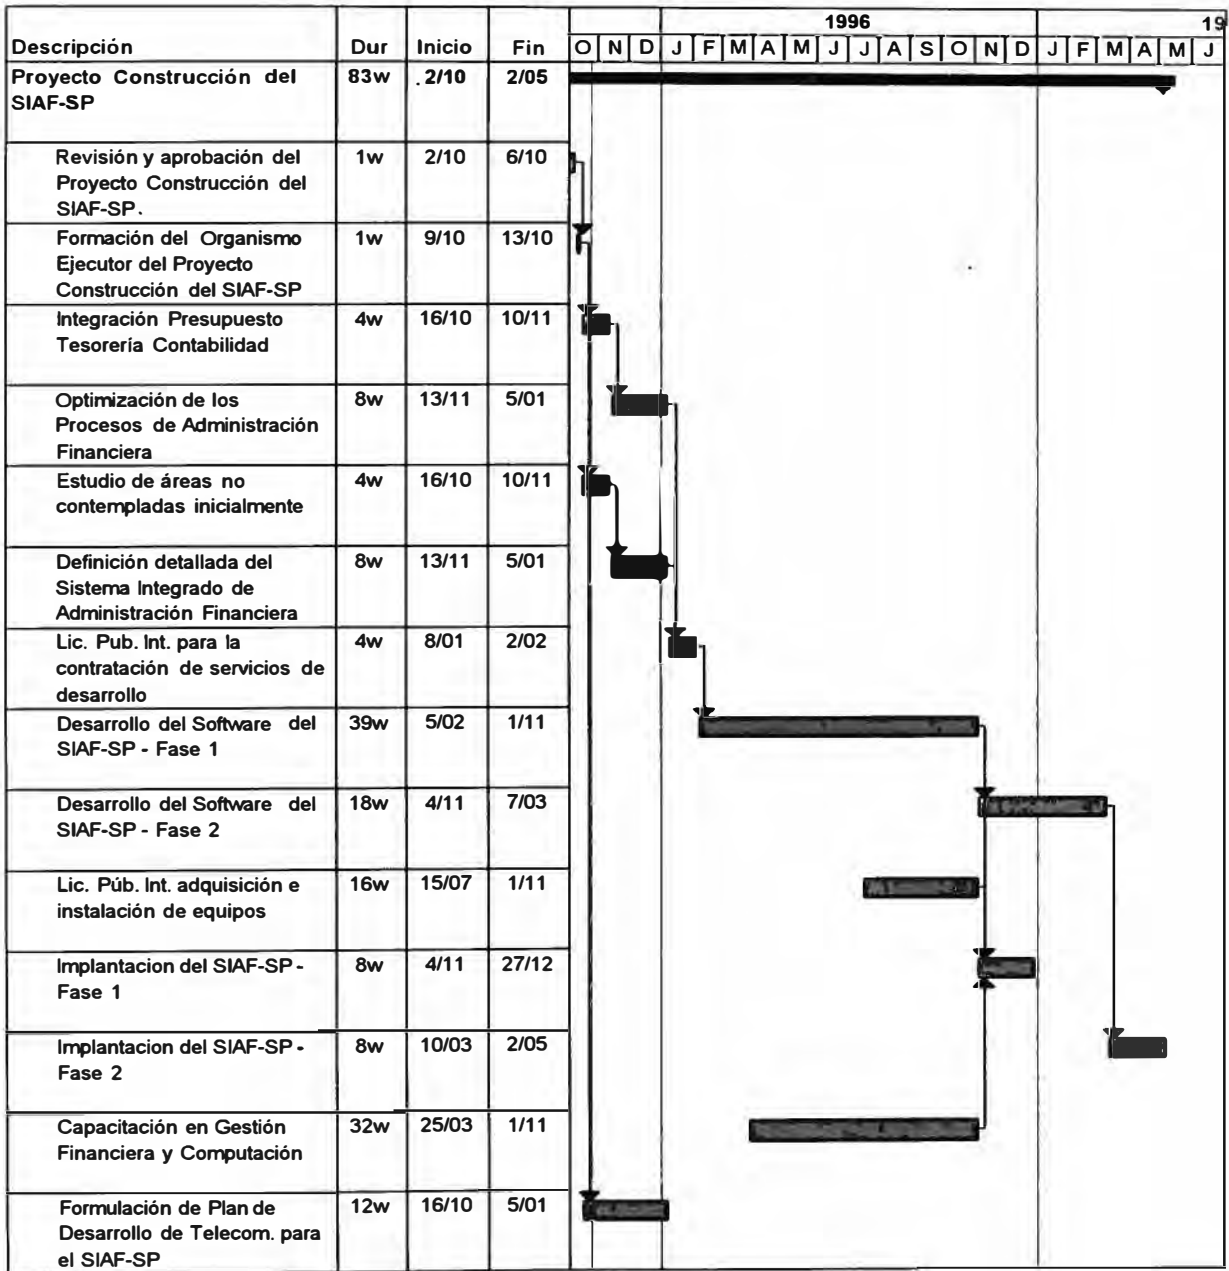 1996 19
Descripción Dur Inicio Fin O N D J F M A M J J A S O N D J F M A M J
Proyecto Construcción del 83w .2/10 2/05
SIAF-SP
Revisión y aprobación del 1w 2/10 6/10
Proyecto Construcción del
SIAF-SP.
Formación del Organismo 1w 9/10 13/10
Ejecutor del Proyecto
Construcción del SIAF-SP
Integración Presupuesto 4w 16/10 10/11
Tesorería Contabilidad
Optimización de los 8w 13/11 5/01
Procesos de Administración
Financiera
Estudio de áreas no 4w 16/10 10/11
contempladas inicialmente
Definición detallada del 8w 13/11 5/01
Sistema Integrado de
Administración Financiera
Lic. Pub. Int. para la 4w 8/01 2/02
contratación de servicios de
desarrollo
Desarrollo del Software del 39w 5/02 1/11
SIAF-SP - Fase 1
Desarrollo del Software del 18w 4/11 7/03
SIAF-SP - Fase 2
Lic. Púb. Int. adquisición e 16w 15/07 1/11
instalación de equipos
Implantacion del SIAF-SP - 8w 4/11 27/12
Fase 1
Implantacion del SIAF-SP - 8w 10/03 2/05
Fase 2
Capacitación en Gestión 32w 25/03 1/11
Financiera y Computación
Formulación de Plan de 12w 16/10 5/01
Desarrollo de Telecom. para
el SIAF-SP